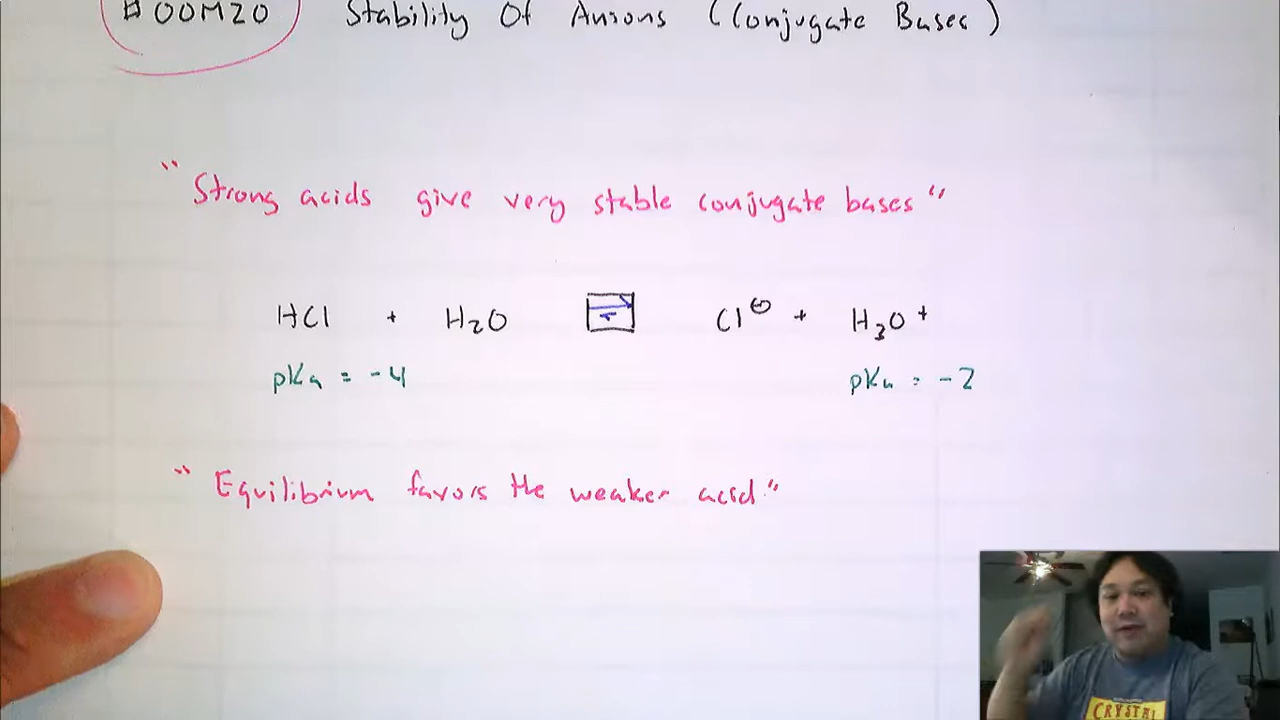 #OOM20 Stability Of Anions (Conjugate Bases)
"Strong acids give very stable conjugate bases"
HCl + H₂O ⇌ Cl⊖ + H₃O+
pKa = -4 pKa = -2
"Equilibrium favors the weaker acid."
CRYSTAL